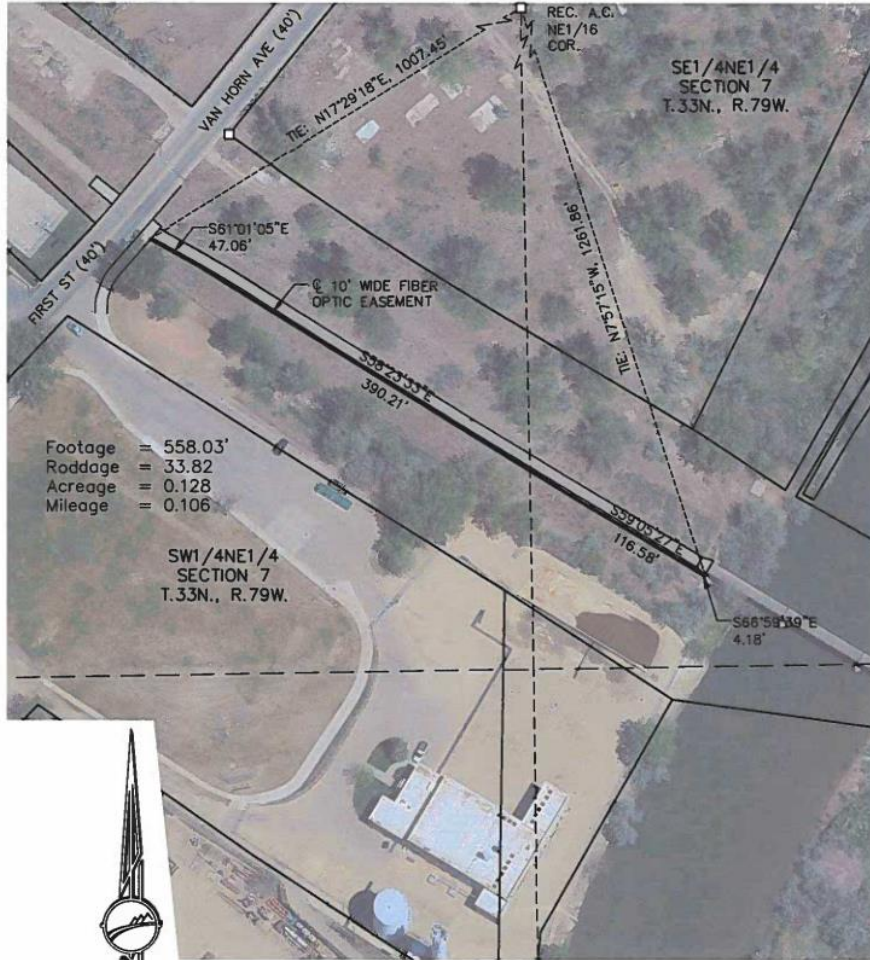 REC. A.C.
NE1/16
COR.
SE1/4NE1/4
SECTION 7
T.33N., R.79W.
VAN HORN AVE (40')
TIE: N17°29'18"E, 1007.45'
TIE: N7°57'15"W, 1261.86'
S61°01'05"E
47.06'
FIRST ST (40')
℄ 10' WIDE FIBER
OPTIC EASEMENT
S58°23'53"E
390.21'
Footage = 558.03'
Roddage = 33.82
Acreage = 0.128
Mileage = 0.106
S59°05'27"E
116.58'
SW1/4NE1/4
SECTION 7
T.33N., R.79W.
S66°59'39"E
4.18'